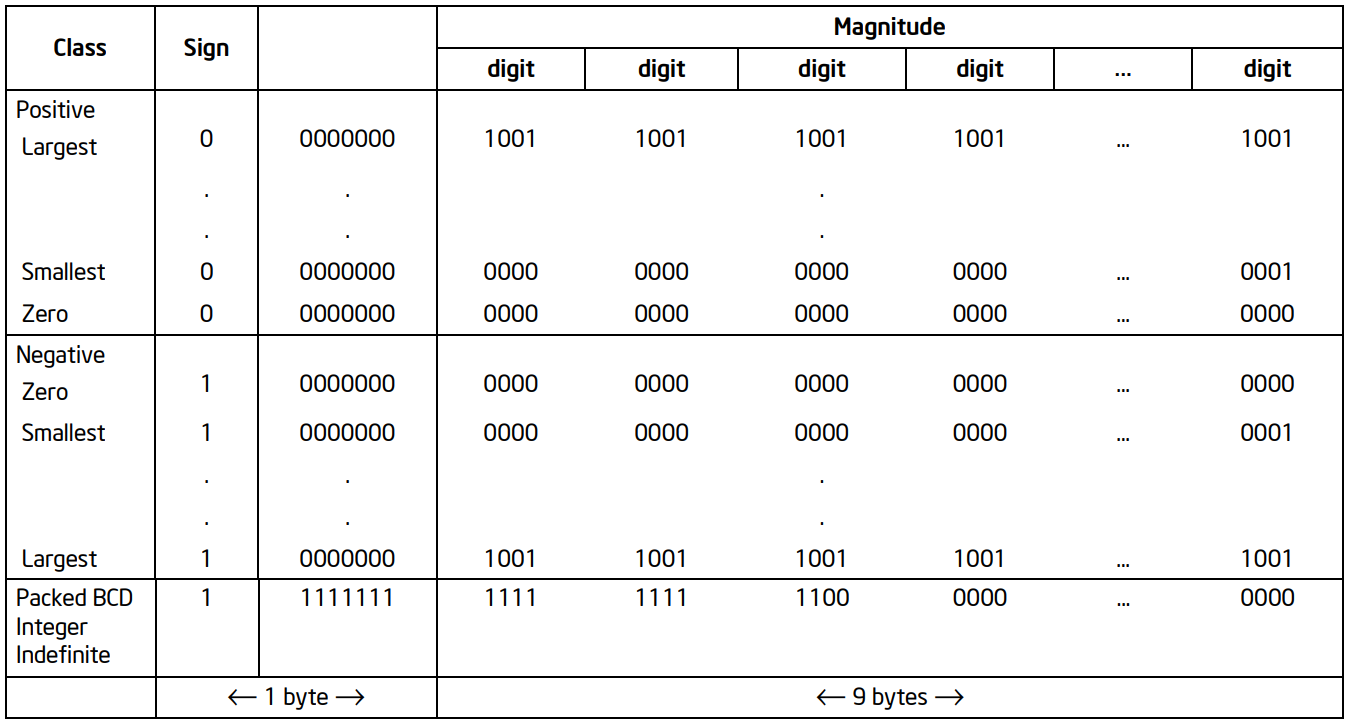 Class Sign Magnitude
digit digit digit digit ... digit
Positive
Largest 0 0000000 1001 1001 1001 1001 ... 1001
. . .
. . .
Smallest 0 0000000 0000 0000 0000 0000 ... 0001
Zero 0 0000000 0000 0000 0000 0000 ... 0000
Negative
Zero 1 0000000 0000 0000 0000 0000 ... 0000
Smallest 1 0000000 0000 0000 0000 0000 ... 0001
. . .
. . .
Largest 1 0000000 1001 1001 1001 1001 ... 1001
Packed BCD 1 1111111 1111 1111 1100 0000 ... 0000
Integer
Indefinite
← 1 byte → ← 9 bytes →